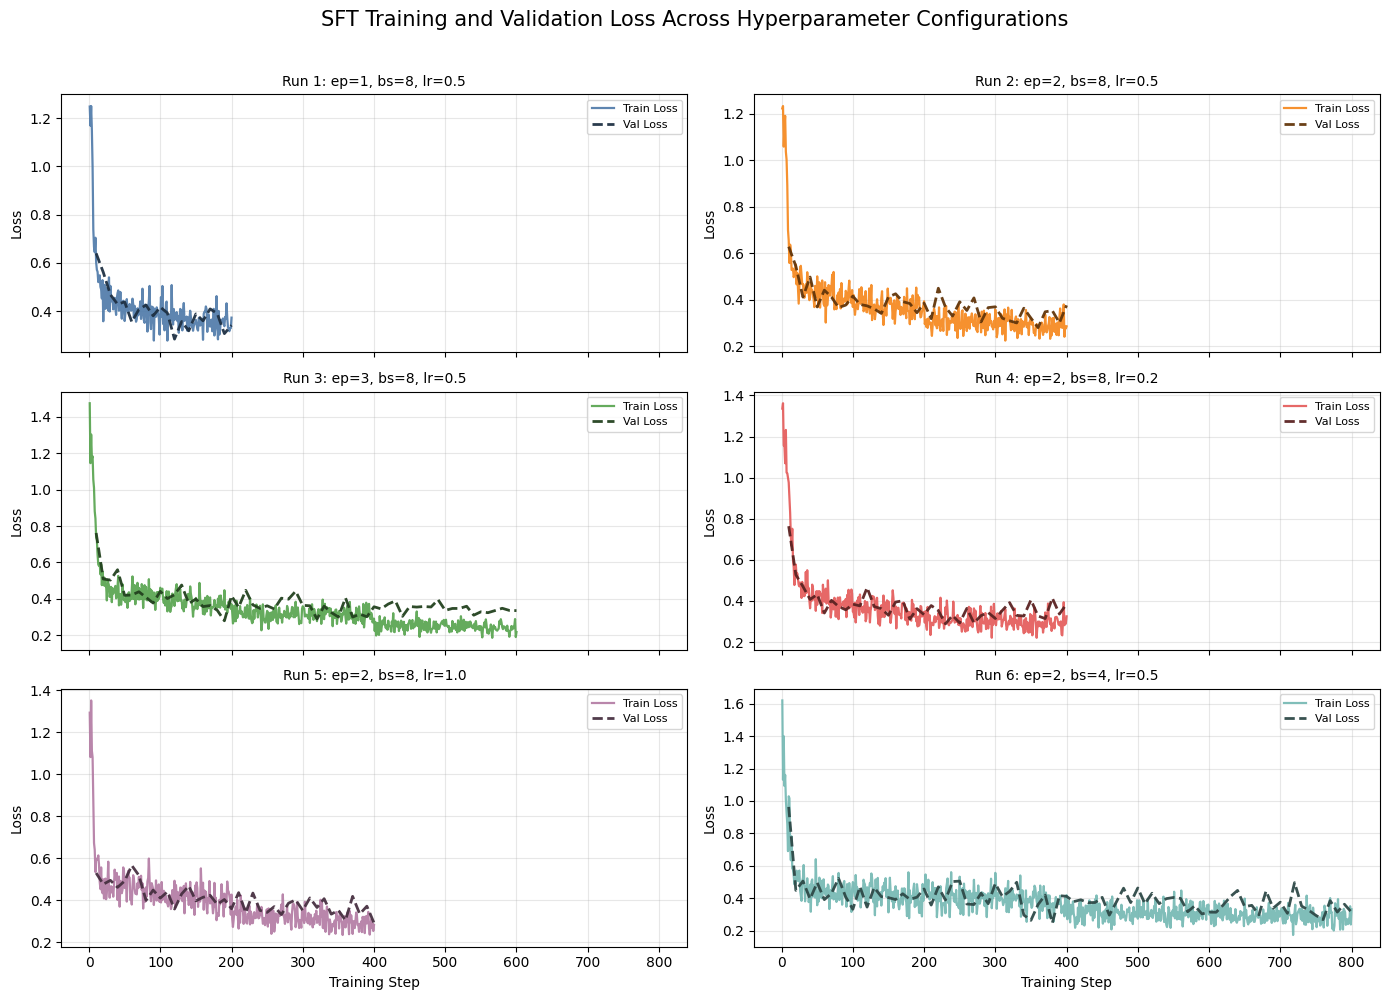 SFT Training and Validation Loss Across Hyperparameter Configurations
Run 1: ep=1, bs=8, lr=0.5
Loss
1.2
1.0
0.8
0.6
0.4
Train Loss
Val Loss
Run 2: ep=2, bs=8, lr=0.5
Loss
1.2
1.0
0.8
0.6
0.4
0.2
Train Loss
Val Loss
Run 3: ep=3, bs=8, lr=0.5
Loss
1.4
1.2
1.0
0.8
0.6
0.4
0.2
Train Loss
Val Loss
Run 4: ep=2, bs=8, lr=0.2
Loss
1.4
1.2
1.0
0.8
0.6
0.4
0.2
Train Loss
Val Loss
Run 5: ep=2, bs=8, lr=1.0
Loss
1.4
1.2
1.0
0.8
0.6
0.4
0.2
Train Loss
Val Loss
0 100 200 300 400 500 600 700 800
Training Step
Run 6: ep=2, bs=4, lr=0.5
Loss
1.6
1.4
1.2
1.0
0.8
0.6
0.4
0.2
Train Loss
Val Loss
0 100 200 300 400 500 600 700 800
Training Step